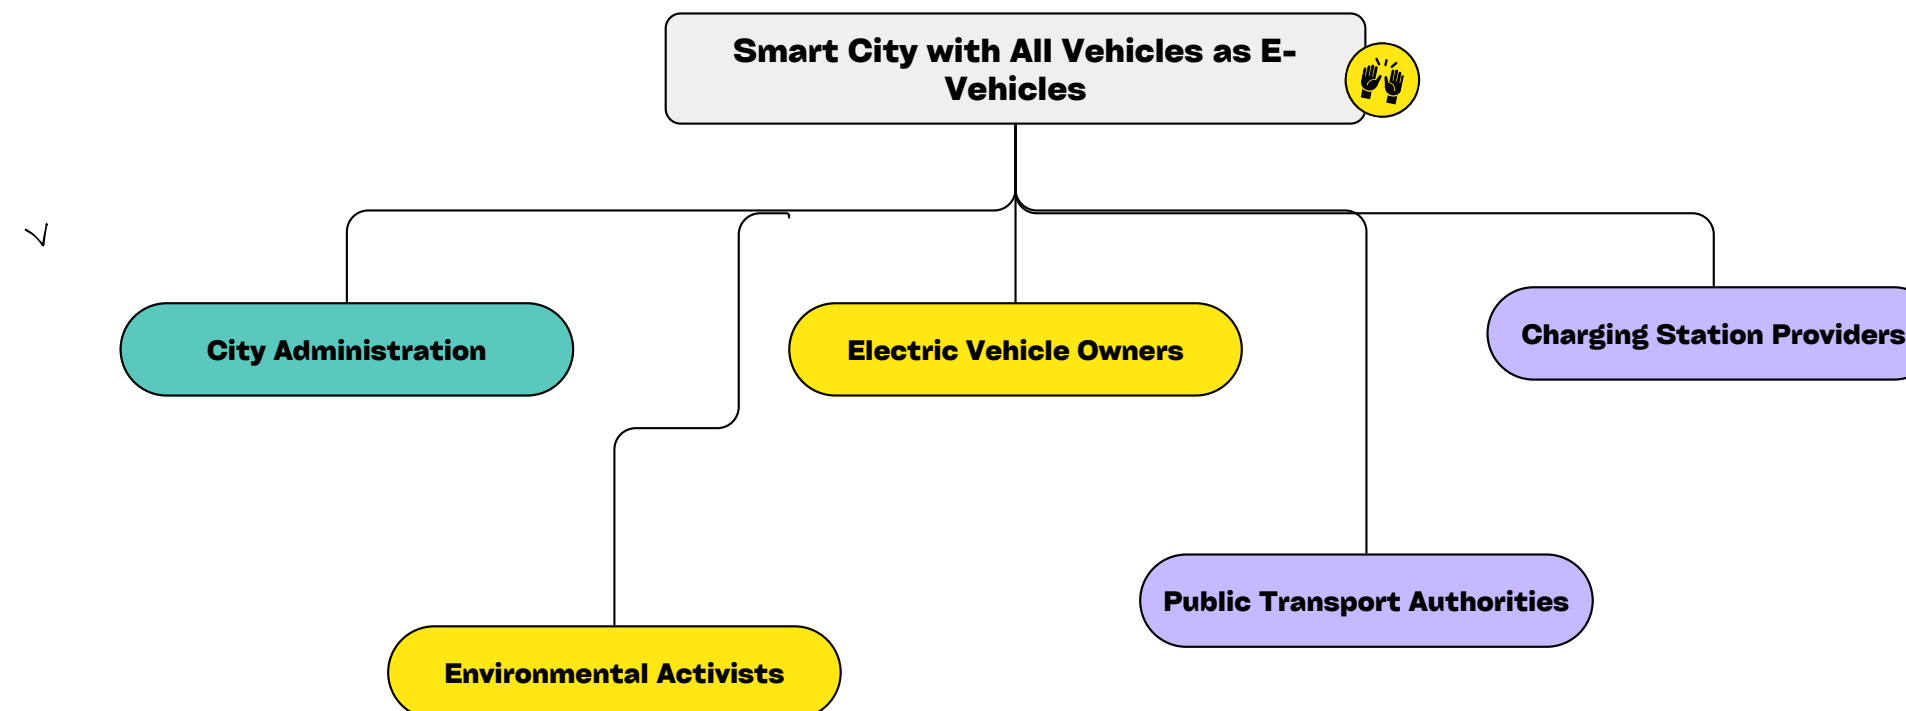 Smart City with All Vehicles as E-
Vehicles
City Administration
Electric Vehicle Owners
Charging Station Providers
Public Transport Authorities
Environmental Activists